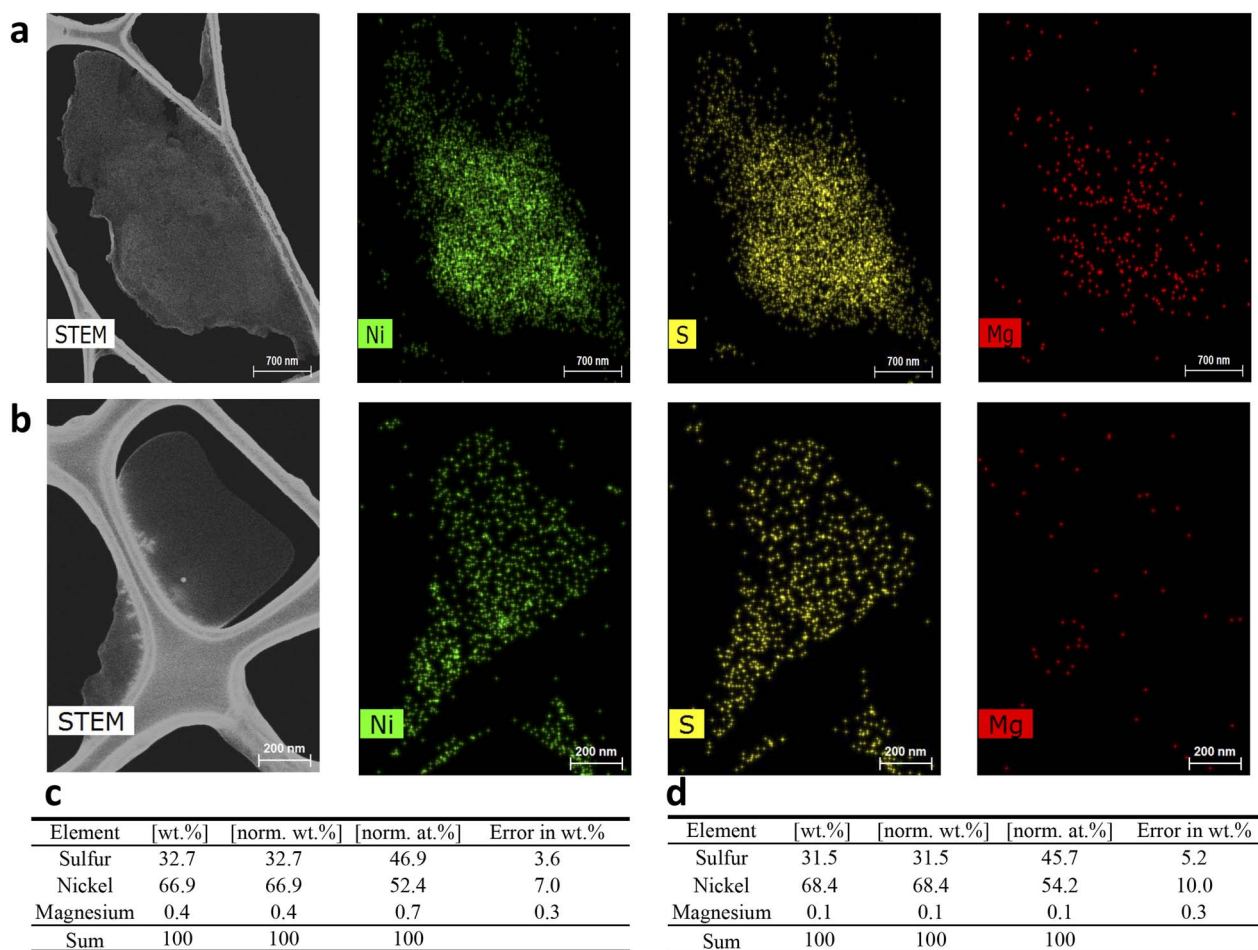 a
STEM
700 nm
Ni
700 nm
S
700 nm
Mg
700 nm
b
STEM
200 nm
Ni
200 nm
S
200 nm
Mg
200 nm
c
Element [wt.%] [norm. wt.%] [norm. at.%] Error in wt.%
Sulfur 32.7 32.7 46.9 3.6
Nickel 66.9 66.9 52.4 7.0
Magnesium 0.4 0.4 0.7 0.3
Sum 100 100 100
d
Element [wt.%] [norm. wt.%] [norm. at.%] Error in wt.%
Sulfur 31.5 31.5 45.7 5.2
Nickel 68.4 68.4 54.2 10.0
Magnesium 0.1 0.1 0.1 0.3
Sum 100 100 100